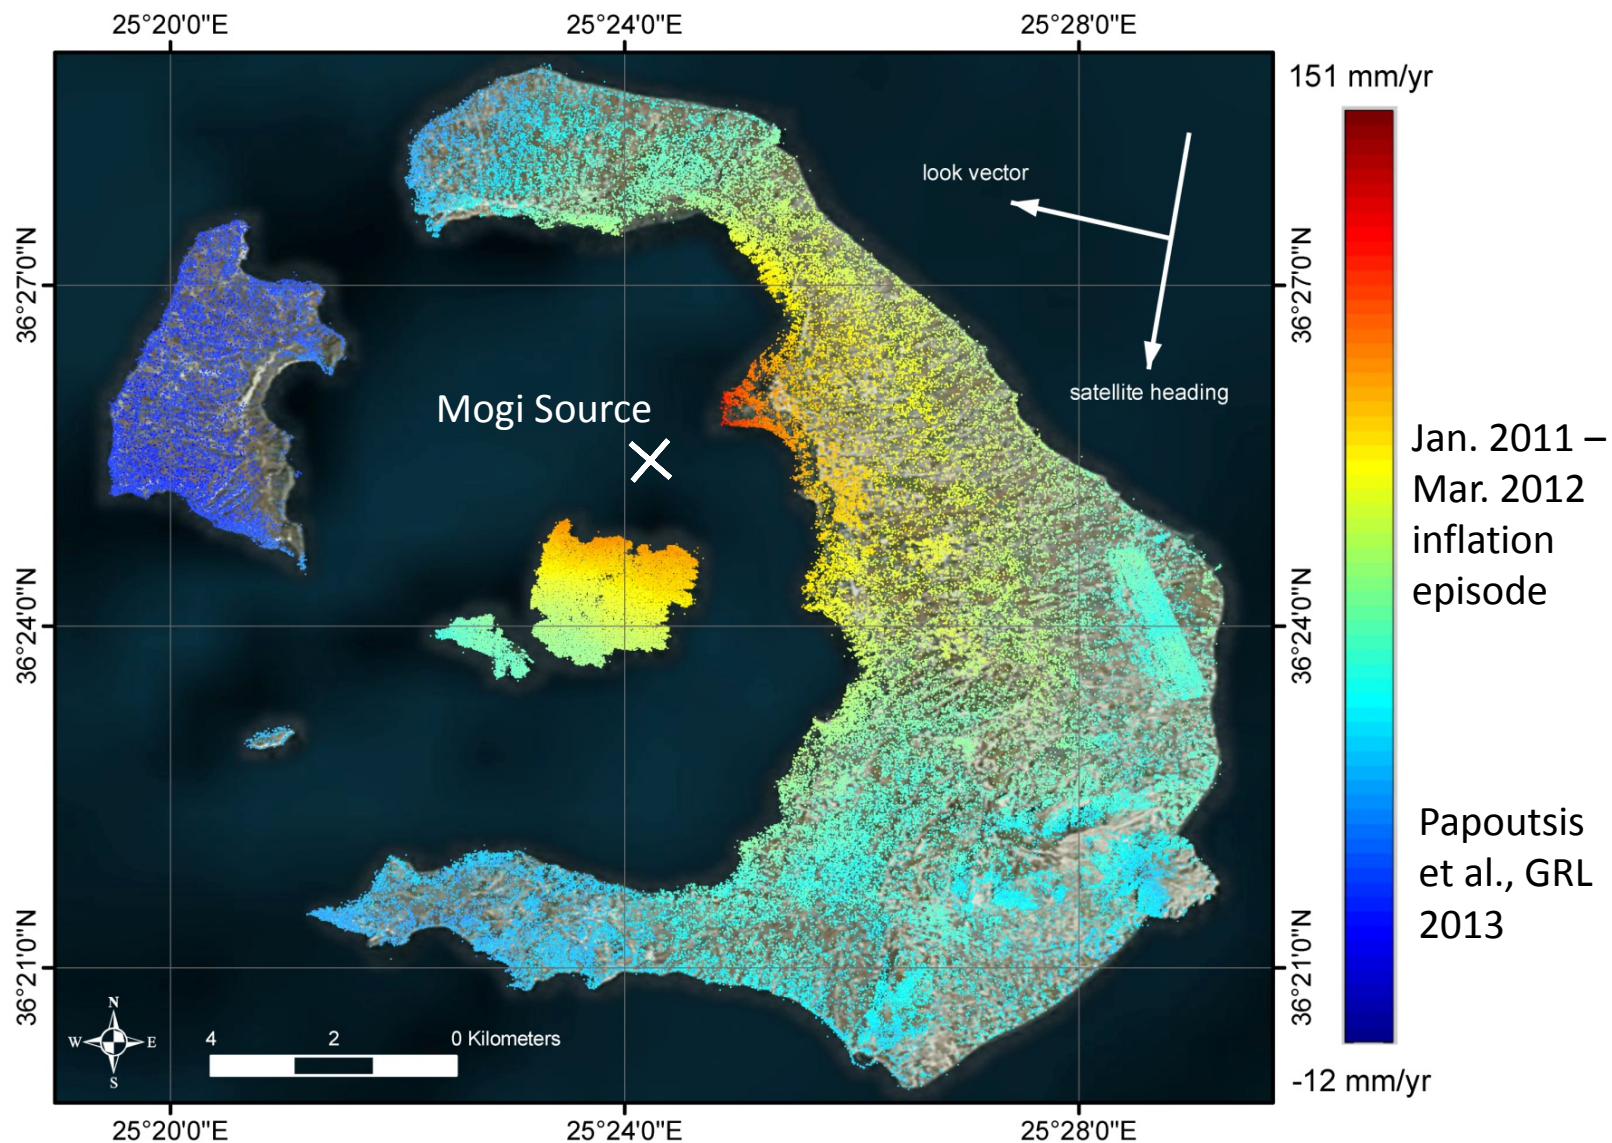 25°20'0"E
25°24'0"E
25°28'0"E
151 mm/yr
look vector
satellite heading
36°27'0"N
36°27'0"N
Mogi Source
Jan. 2011 –
Mar. 2012
inflation
episode
36°24'0"N
36°24'0"N
Papoutsis
et al., GRL
2013
36°21'0"N
36°21'0"N
N
W
E
S
4
2
0 Kilometers
-12 mm/yr
25°20'0"E
25°24'0"E
25°28'0"E